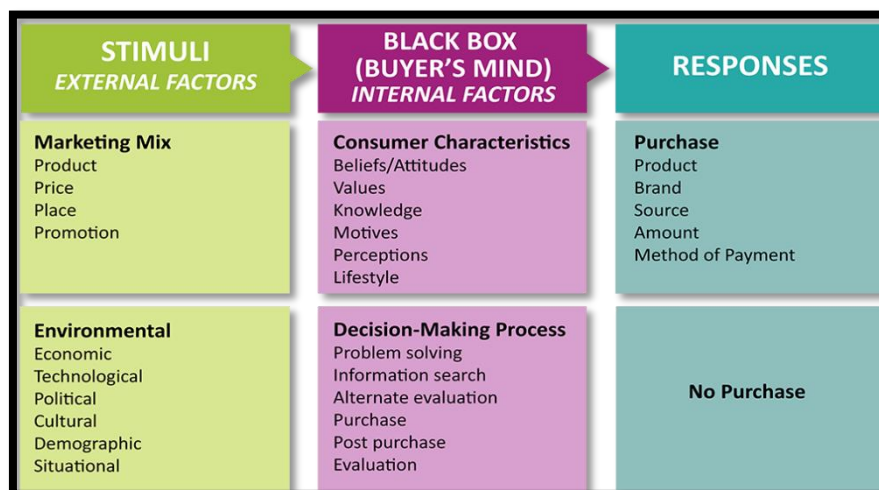 STIMULI
EXTERNAL FACTORS
BLACK BOX
(BUYER'S MIND)
INTERNAL FACTORS
RESPONSES
Marketing Mix
Product
Price
Place
Promotion
Consumer Characteristics
Beliefs/Attitudes
Values
Knowledge
Motives
Perceptions
Lifestyle
Purchase
Product
Brand
Source
Amount
Method of Payment
Environmental
Economic
Technological
Political
Cultural
Demographic
Situational
Decision-Making Process
Problem solving
Information search
Alternate evaluation
Purchase
Post purchase
Evaluation
No Purchase